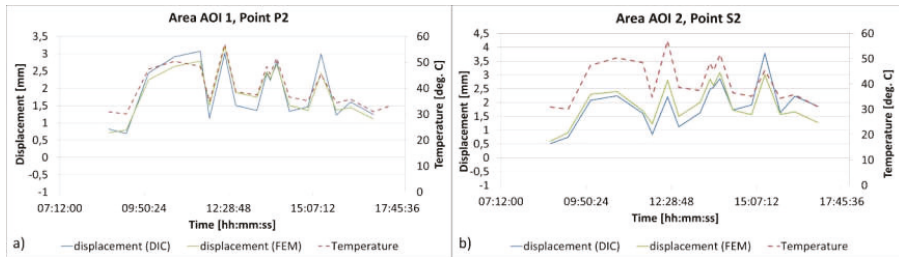 Area AOI 1, Point P2
Displacement [mm]
3,5
3
2,5
2
1,5
1
0,5
0
0,5
1
60
50
40
30
20
10
0
Temperature [deg. C]
07:12:00 09:50:24 12:28:48 15:07:12 17:45:36
Time [hh:mm:ss]
a)
displacement (DIC) displacement (FEM) Temperature
Area AOI 2, Point S2
Displacement [mm]
4,5
4
3,5
3
2,5
2
1,5
1
0,5
0
-0,5
-1
60
50
40
30
20
10
0
Temperature [deg. C]
07:12:00 09:50:24 12:28:48 15:07:12 17:45:36
Time [hh:mm:ss]
b)
displacement (DIC) displacement (FEM) Temperature